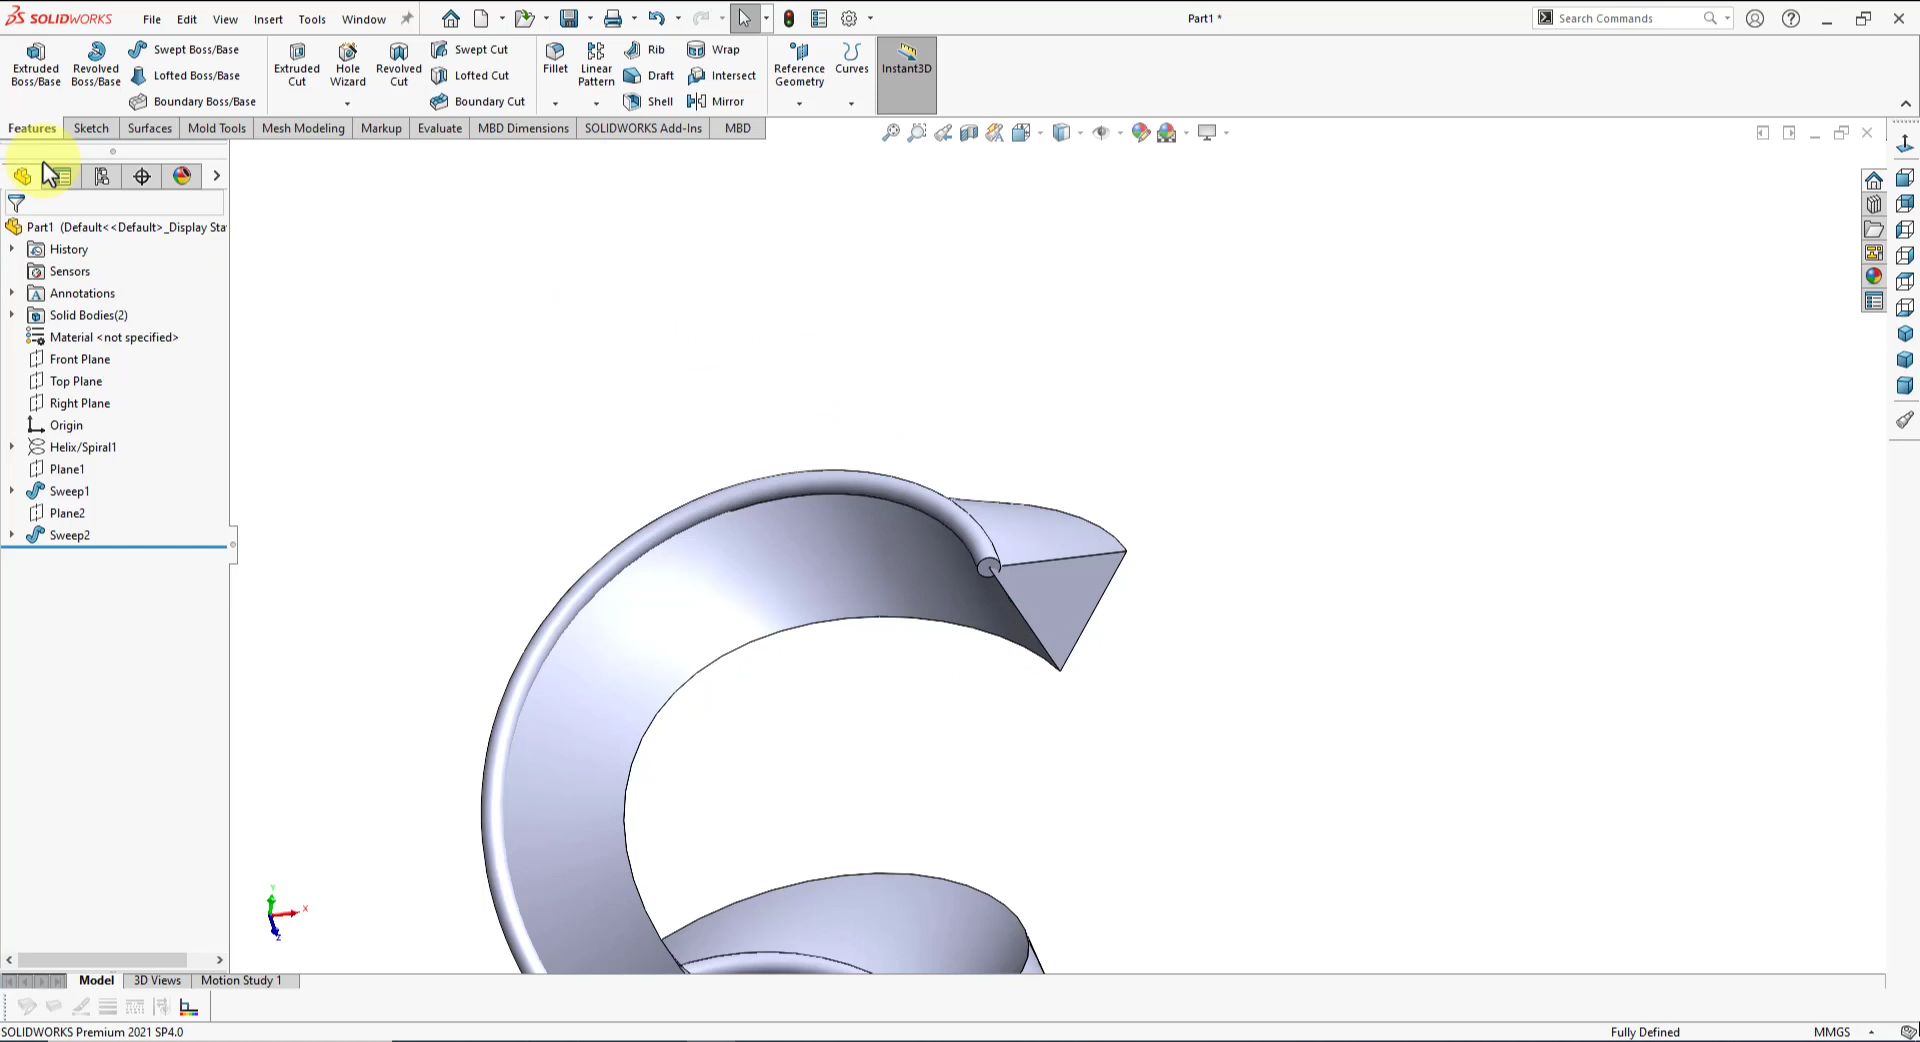 SOLIDWORKS File Edit View Insert Tools Window Part1 * Search Commands
Extruded Boss/Base
Revolved Boss/Base
Swept Boss/Base
Lofted Boss/Base
Boundary Boss/Base
Extruded Cut
Hole Wizard
Revolved Cut
Swept Cut
Lofted Cut
Boundary Cut
Fillet
Linear Pattern
Rib
Draft
Shell
Wrap
Intersect
Mirror
Reference Geometry
Curves
Instant3D
Features Sketch Surfaces Mold Tools Mesh Modeling Markup Evaluate MBD Dimensions SOLIDWORKS Add-Ins MBD
Part1 (Default<<Default>_Display Sta
History
Sensors
A Annotations
Solid Bodies(2)
Material <not specified>
Front Plane
Top Plane
Right Plane
Origin
Helix/Spiral1
Plane1
Sweep1
Plane2
Sweep2
Y
X
Z
Model 3D Views Motion Study 1
SOLIDWORKS Premium 2021 SP4.0 Fully Defined MMGS